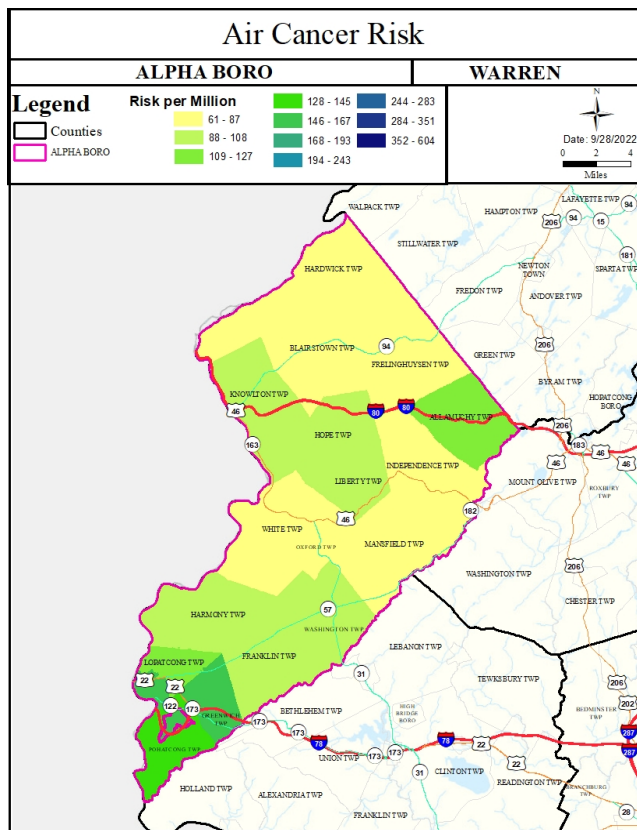 Air Cancer Risk
ALPHA BORO
WARREN
Legend
Counties
ALPHA BORO
Risk per Million
61 - 87
88 - 108
109 - 127
128 - 145
146 - 167
168 - 193
194 - 243
244 - 283
284 - 351
352 - 604
N
Date: 9/28/2022
0 2 4
Miles
WALPACK TWP
LAFAYETTE TWP
94
HAMPTON TWP
206
94
15
STILLWATER TWP
181
HARDWICK TWP
NEWTON
TOWN
SPARTA TWP
FREDON TWP
ANDOVER TWP
94
206
BLAIRSTOWN TWP
GREEN TWP
FRELINGHUYSEN TWP
BYRAM TWP
KNOWLTON TWP
HOPATCONG
BORO
46
80
80
ALLAMUCHY TWP
206
163
HOPE TWP
183
46
46
46
INDEPENDENCE TWP
LIBERTY TWP
MOUNT OLIVE TWP
ROXBURY
TWP
182
46
WHITE TWP
OXFORD TWP
MANSFIELD TWP
206
WASHINGTON TWP
CHESTER TWP
57
HARMONY TWP
WASHINGTON TWP
LEBANON TWP
FRANKLIN TWP
LOPATCONG TWP
31
22
22
TEWKSBURY TWP
206
202
122
173
BETHLEHEM TWP
HIGH
BRIDGE
BORO
BEDMINSTER
TWP
173
173
78
78
287
POHATCONG TWP
UNION TWP
173
173
22
287
31
CLINTON TWP
22
READINGTON TWP
HOLLAND TWP
ALEXANDRIA TWP
BRANCHBURG
TWP
FRANKLIN TWP
28